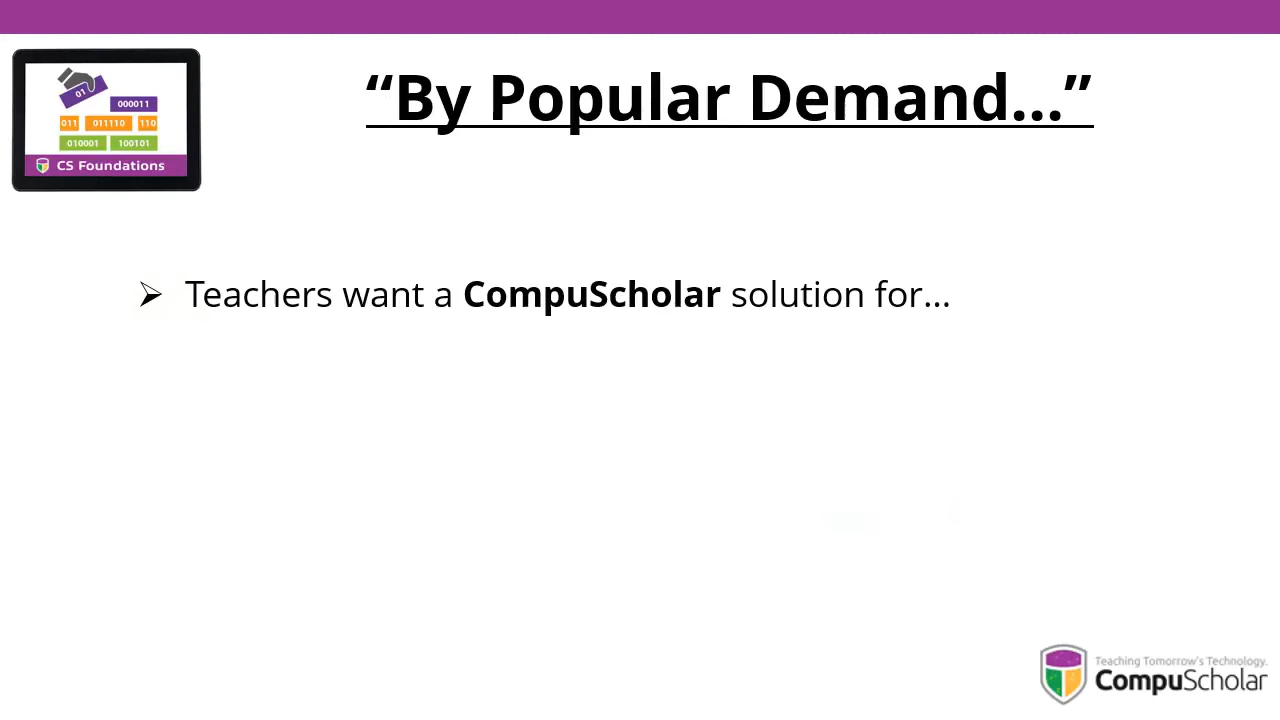 “By Popular Demand...”
01
000011
011 011110 110
010001 100101
CS Foundations
Teachers want a CompuScholar solution for...
Teaching Tomorrow's Technology.
CompuScholar